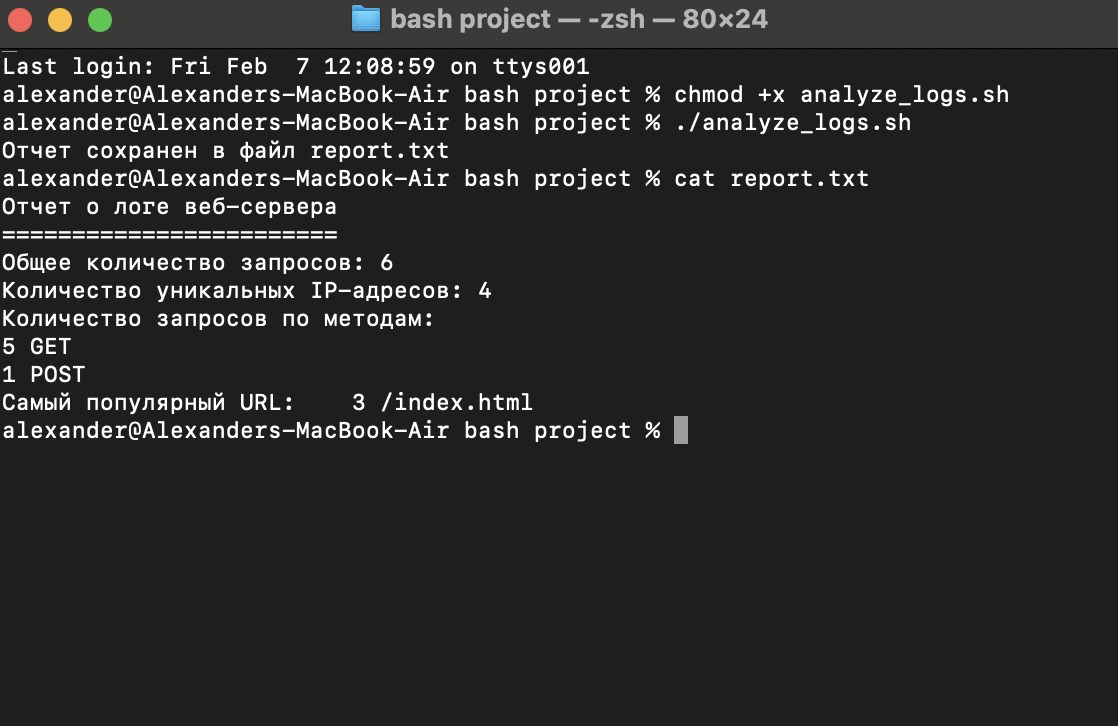 bash project — -zsh — 80×24
Last login: Fri Feb  7 12:08:59 on ttys001
alexander@Alexanders-MacBook-Air bash project % chmod +x analyze_logs.sh
alexander@Alexanders-MacBook-Air bash project % ./analyze_logs.sh
Отчет сохранен в файл report.txt
alexander@Alexanders-MacBook-Air bash project % cat report.txt
Отчет о логе веб-сервера
========================
Общее количество запросов: 6
Количество уникальных IP-адресов: 4
Количество запросов по методам:
5 GET
1 POST
Самый популярный URL:    3 /index.html
alexander@Alexanders-MacBook-Air bash project %